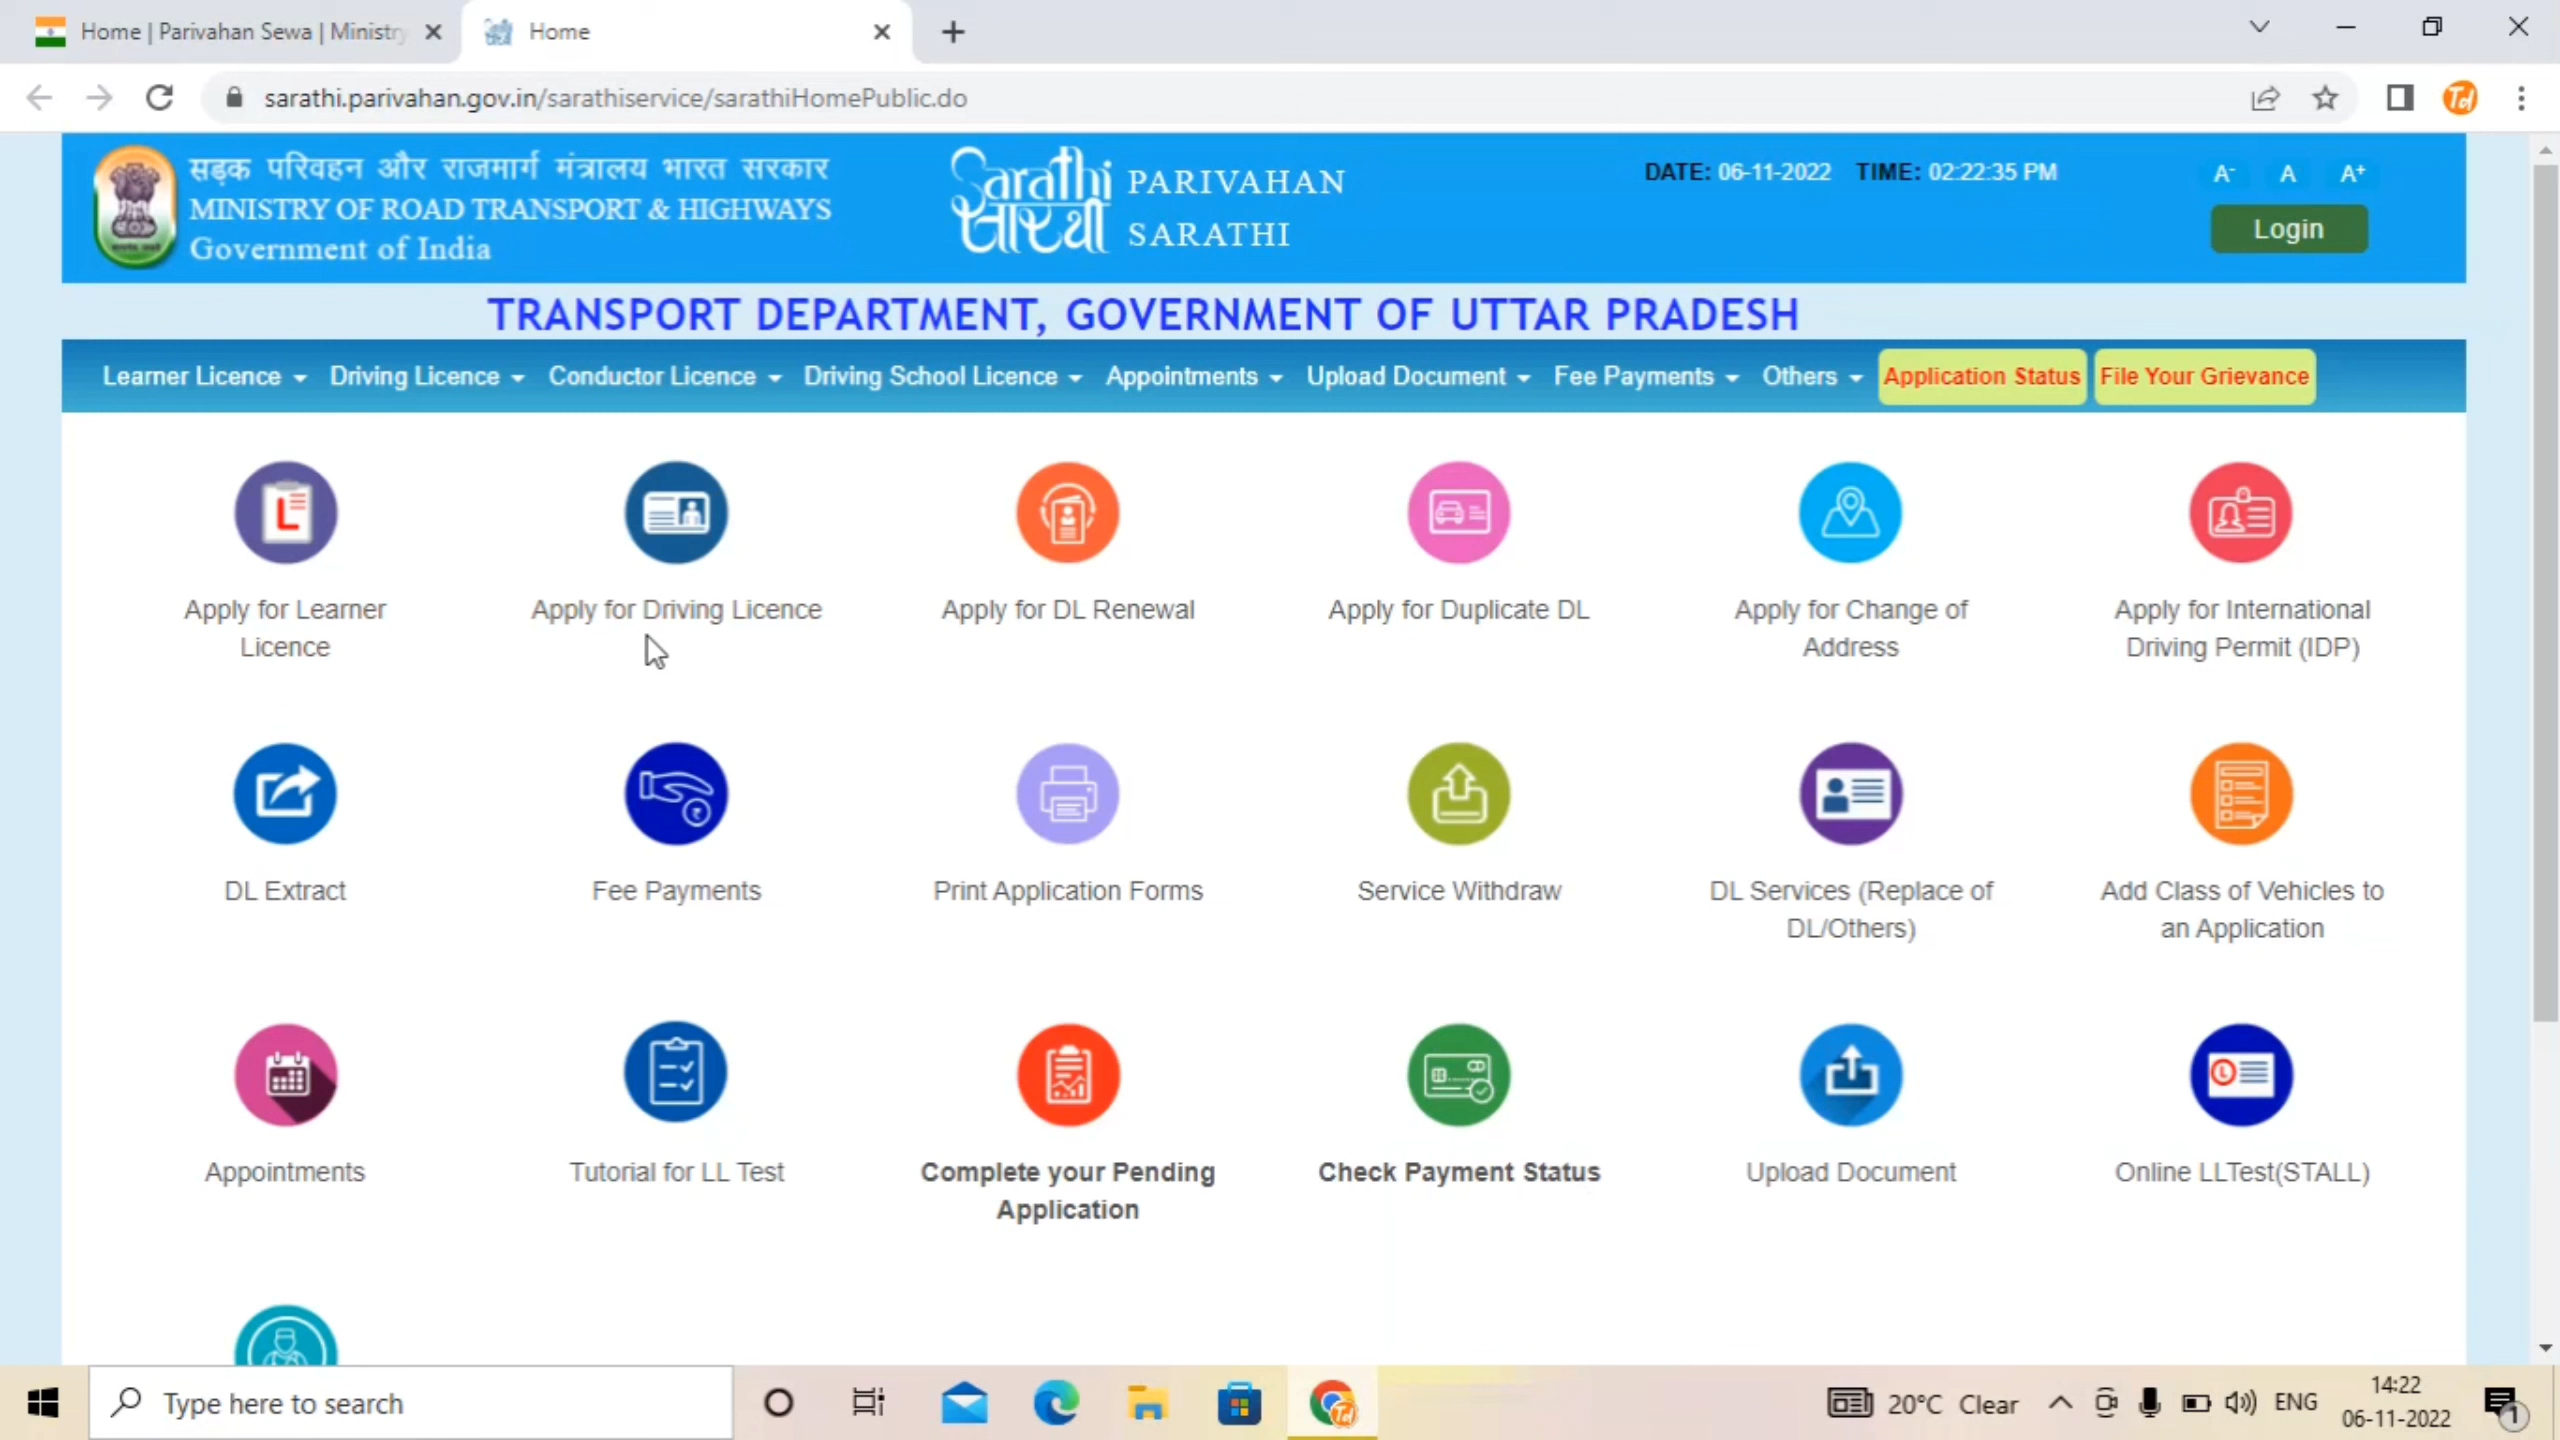 Home | Parivahan Sewa | Ministry
Home
sarathi.parivahan.gov.in/sarathiservice/sarathiHomePublic.do
Td
सड़क परिवहन और राजमार्ग मंत्रालय भारत सरकार
MINISTRY OF ROAD TRANSPORT & HIGHWAYS
Government of India
Sarathi
सारथी
PARIVAHAN
SARATHI
DATE: 06-11-2022 TIME: 02:22:35 PM
A- A A+
Login
TRANSPORT DEPARTMENT, GOVERNMENT OF UTTAR PRADESH
Learner Licence Driving Licence Conductor Licence Driving School Licence Appointments Upload Document Fee Payments Others Application Status File Your Grievance
L
Apply for Learner
Licence
Apply for Driving Licence
Apply for DL Renewal
Apply for Duplicate DL
Apply for Change of
Address
Apply for International
Driving Permit (IDP)
DL Extract
Fee Payments
Print Application Forms
Service Withdraw
DL Services (Replace of
DL/Others)
Add Class of Vehicles to
an Application
Appointments
Tutorial for LL Test
Complete your Pending
Application
Check Payment Status
Upload Document
Online LLTest(STALL)
Type here to search
Td
20°C Clear
ENG
14:22
06-11-2022
1